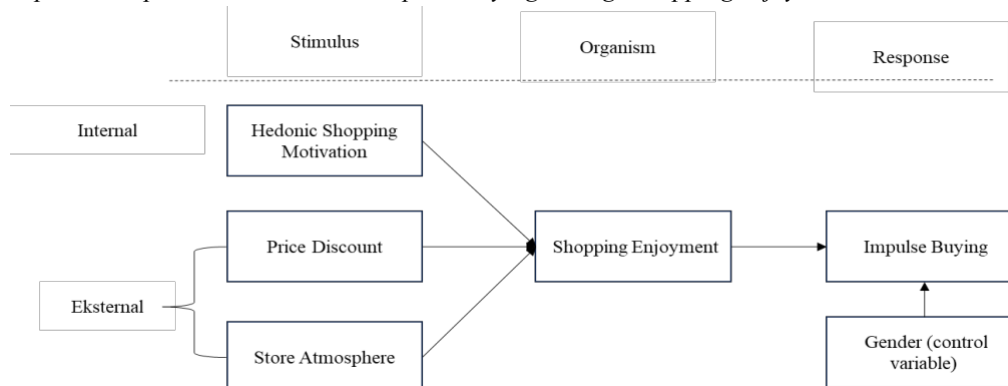 Stimulus
Organism
Response
Internal
Hedonic Shopping
Motivation
Price Discount
Shopping Enjoyment
Impulse Buying
Eksternal
Store Atmosphere
Gender (control
variable)